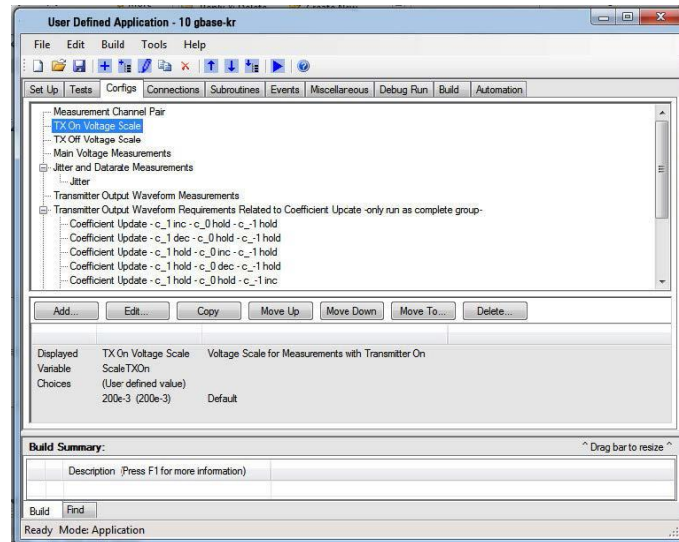 User Defined Application - 10 gbase-kr
File Edit Build Tools Help
Set Up Tests Configs Connections Subroutines Events Miscellaneous Debug Run Build Automation
Measurement Channel Pair
TX On Voltage Scale
TX Off Voltage Scale
Main Voltage Measurements
Jitter and Datarate Measurements
Jitter
Transmitter Output Waveform Measurements
Transmitter Output Waveform Requirements Related to Coefficient Update -only run as complete group-
Coefficient Update - c_1 inc - c_0 hold - c_-1 hold
Coefficient Update - c_1 dec - c_0 hold - c_-1 hold
Coefficient Update - c_1 hold - c_0 inc - c_-1 hold
Coefficient Update - c_1 hold - c_0 dec - c_-1 hold
Coefficient Update - c_1 hold - c_0 hold - c_-1 inc
Add... Edit... Copy Move Up Move Down Move To... Delete...
Displayed TX On Voltage Scale Voltage Scale for Measurements with Transmitter On
Variable ScaleTXOn
Choices (User defined value)
200e-3 (200e-3) Default
Build Summary: ^ Drag bar to resize ^
Description (Press F1 for more information)
Build Find
Ready Mode: Application